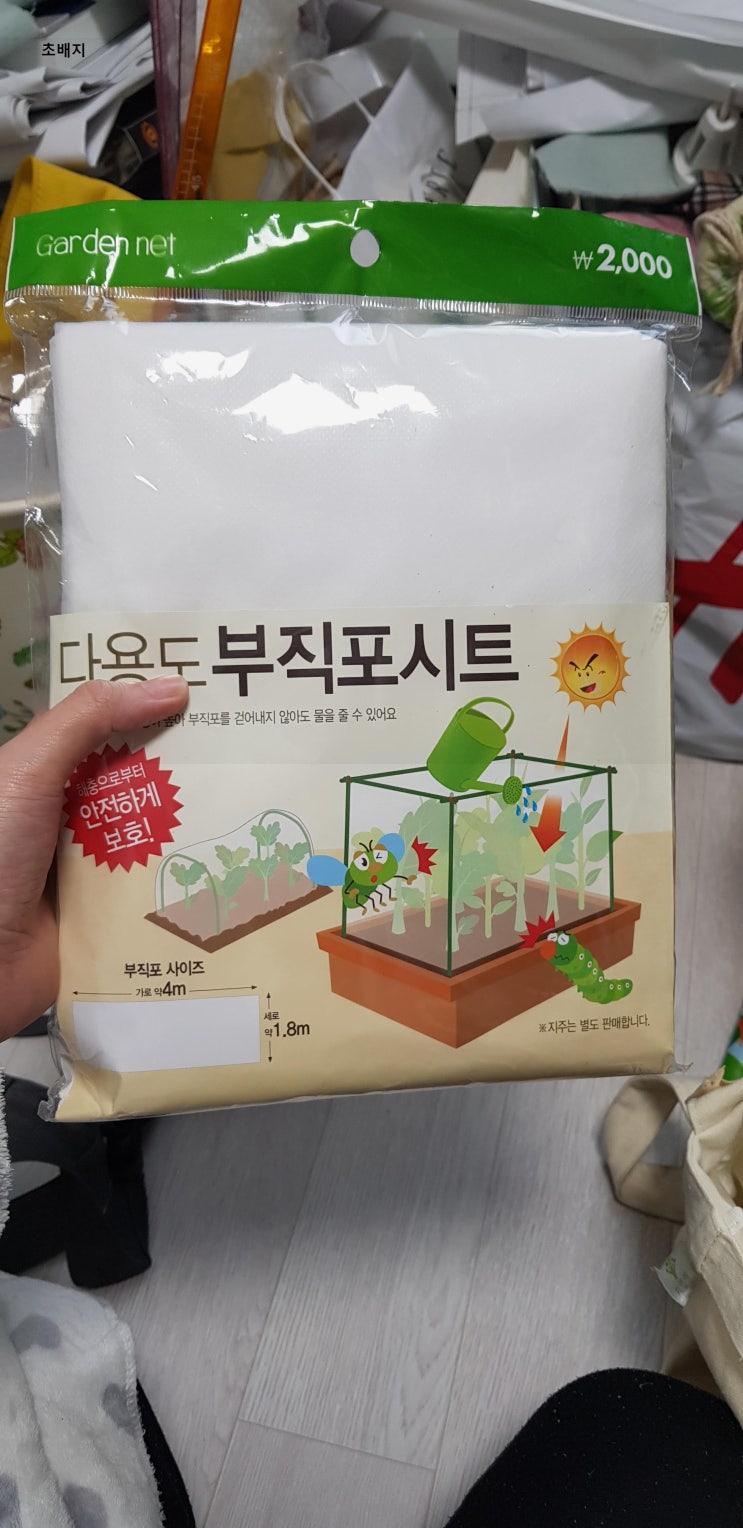 초배지
Garden net
₩2,000
다용도 부직포시트
높아 부직포를 걷어내지 않아도 물을 줄 수 있어요
해충으로부터
안전하게
보호!
부직포 사이즈
가로 약4m
세로
약1.8m
※지주는 별도 판매합니다.